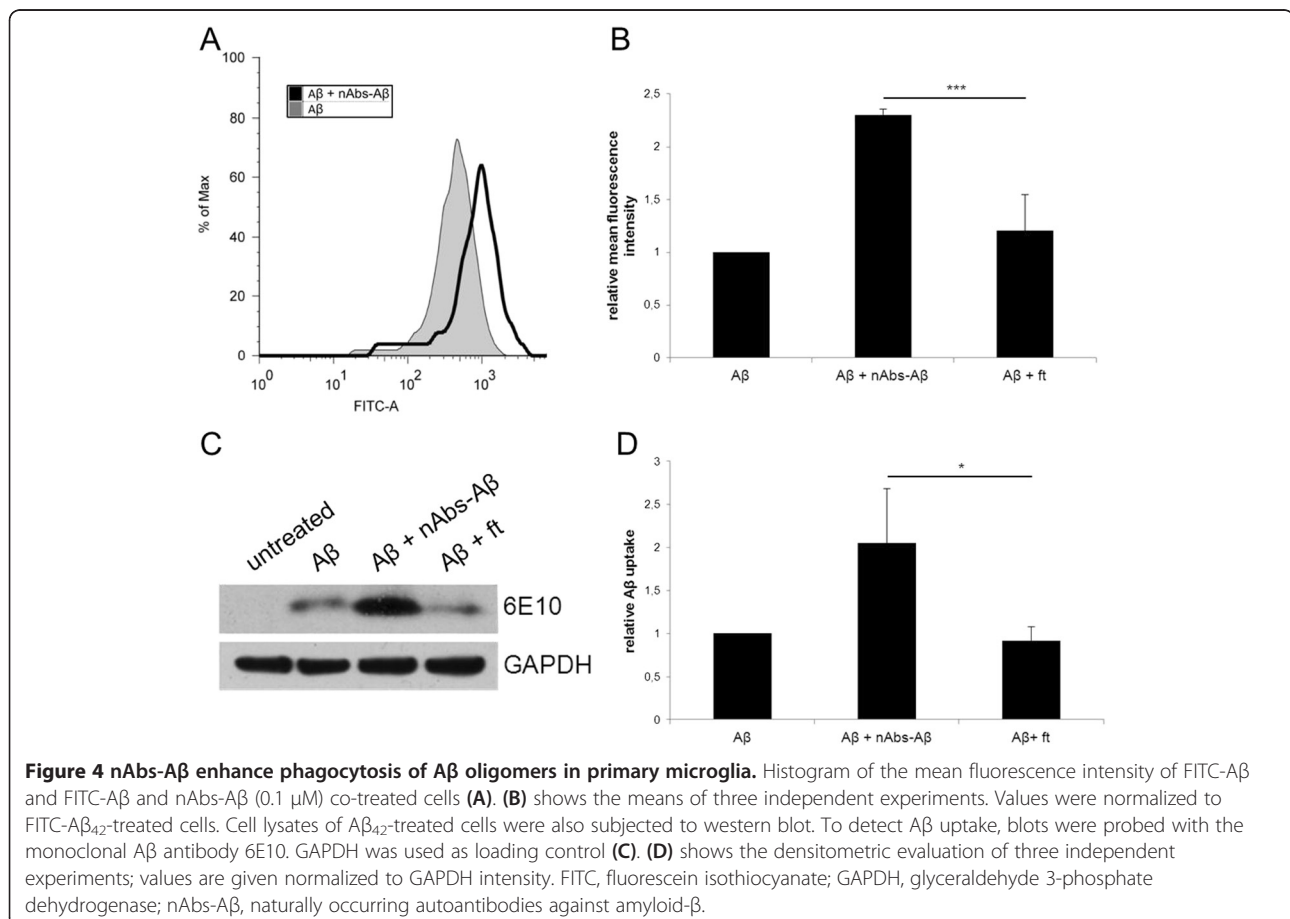 A
100
80
60
40
20
0
% of Max
Aβ + nAbs-Aβ
Aβ
10⁰ 10¹ 10² 10³
FITC-A
B
2,5
2
1,5
1
0,5
0
relative mean fluorescence
intensity
***
Aβ Aβ + nAbs-Aβ Aβ + ft
C
untreated
Aβ
Aβ + nAbs-Aβ
Aβ + ft
6E10
GAPDH
D
3
2,5
2
1,5
1
0,5
0
relative Aβ uptake
*
Aβ Aβ + nAbs-Aβ Aβ+ ft
Figure 4 nAbs-Aβ enhance phagocytosis of Aβ oligomers in primary microglia. Histogram of the mean fluorescence intensity of FITC-Aβ
and FITC-Aβ and nAbs-Aβ (0.1 μM) co-treated cells (A). (B) shows the means of three independent experiments. Values were normalized to
FITC-Aβ₄₂-treated cells. Cell lysates of Aβ₄₂-treated cells were also subjected to western blot. To detect Aβ uptake, blots were probed with the
monoclonal Aβ antibody 6E10. GAPDH was used as loading control (C). (D) shows the densitometric evaluation of three independent
experiments; values are given normalized to GAPDH intensity. FITC, fluorescein isothiocyanate; GAPDH, glyceraldehyde 3-phosphate
dehydrogenase; nAbs-Aβ, naturally occurring autoantibodies against amyloid-β.